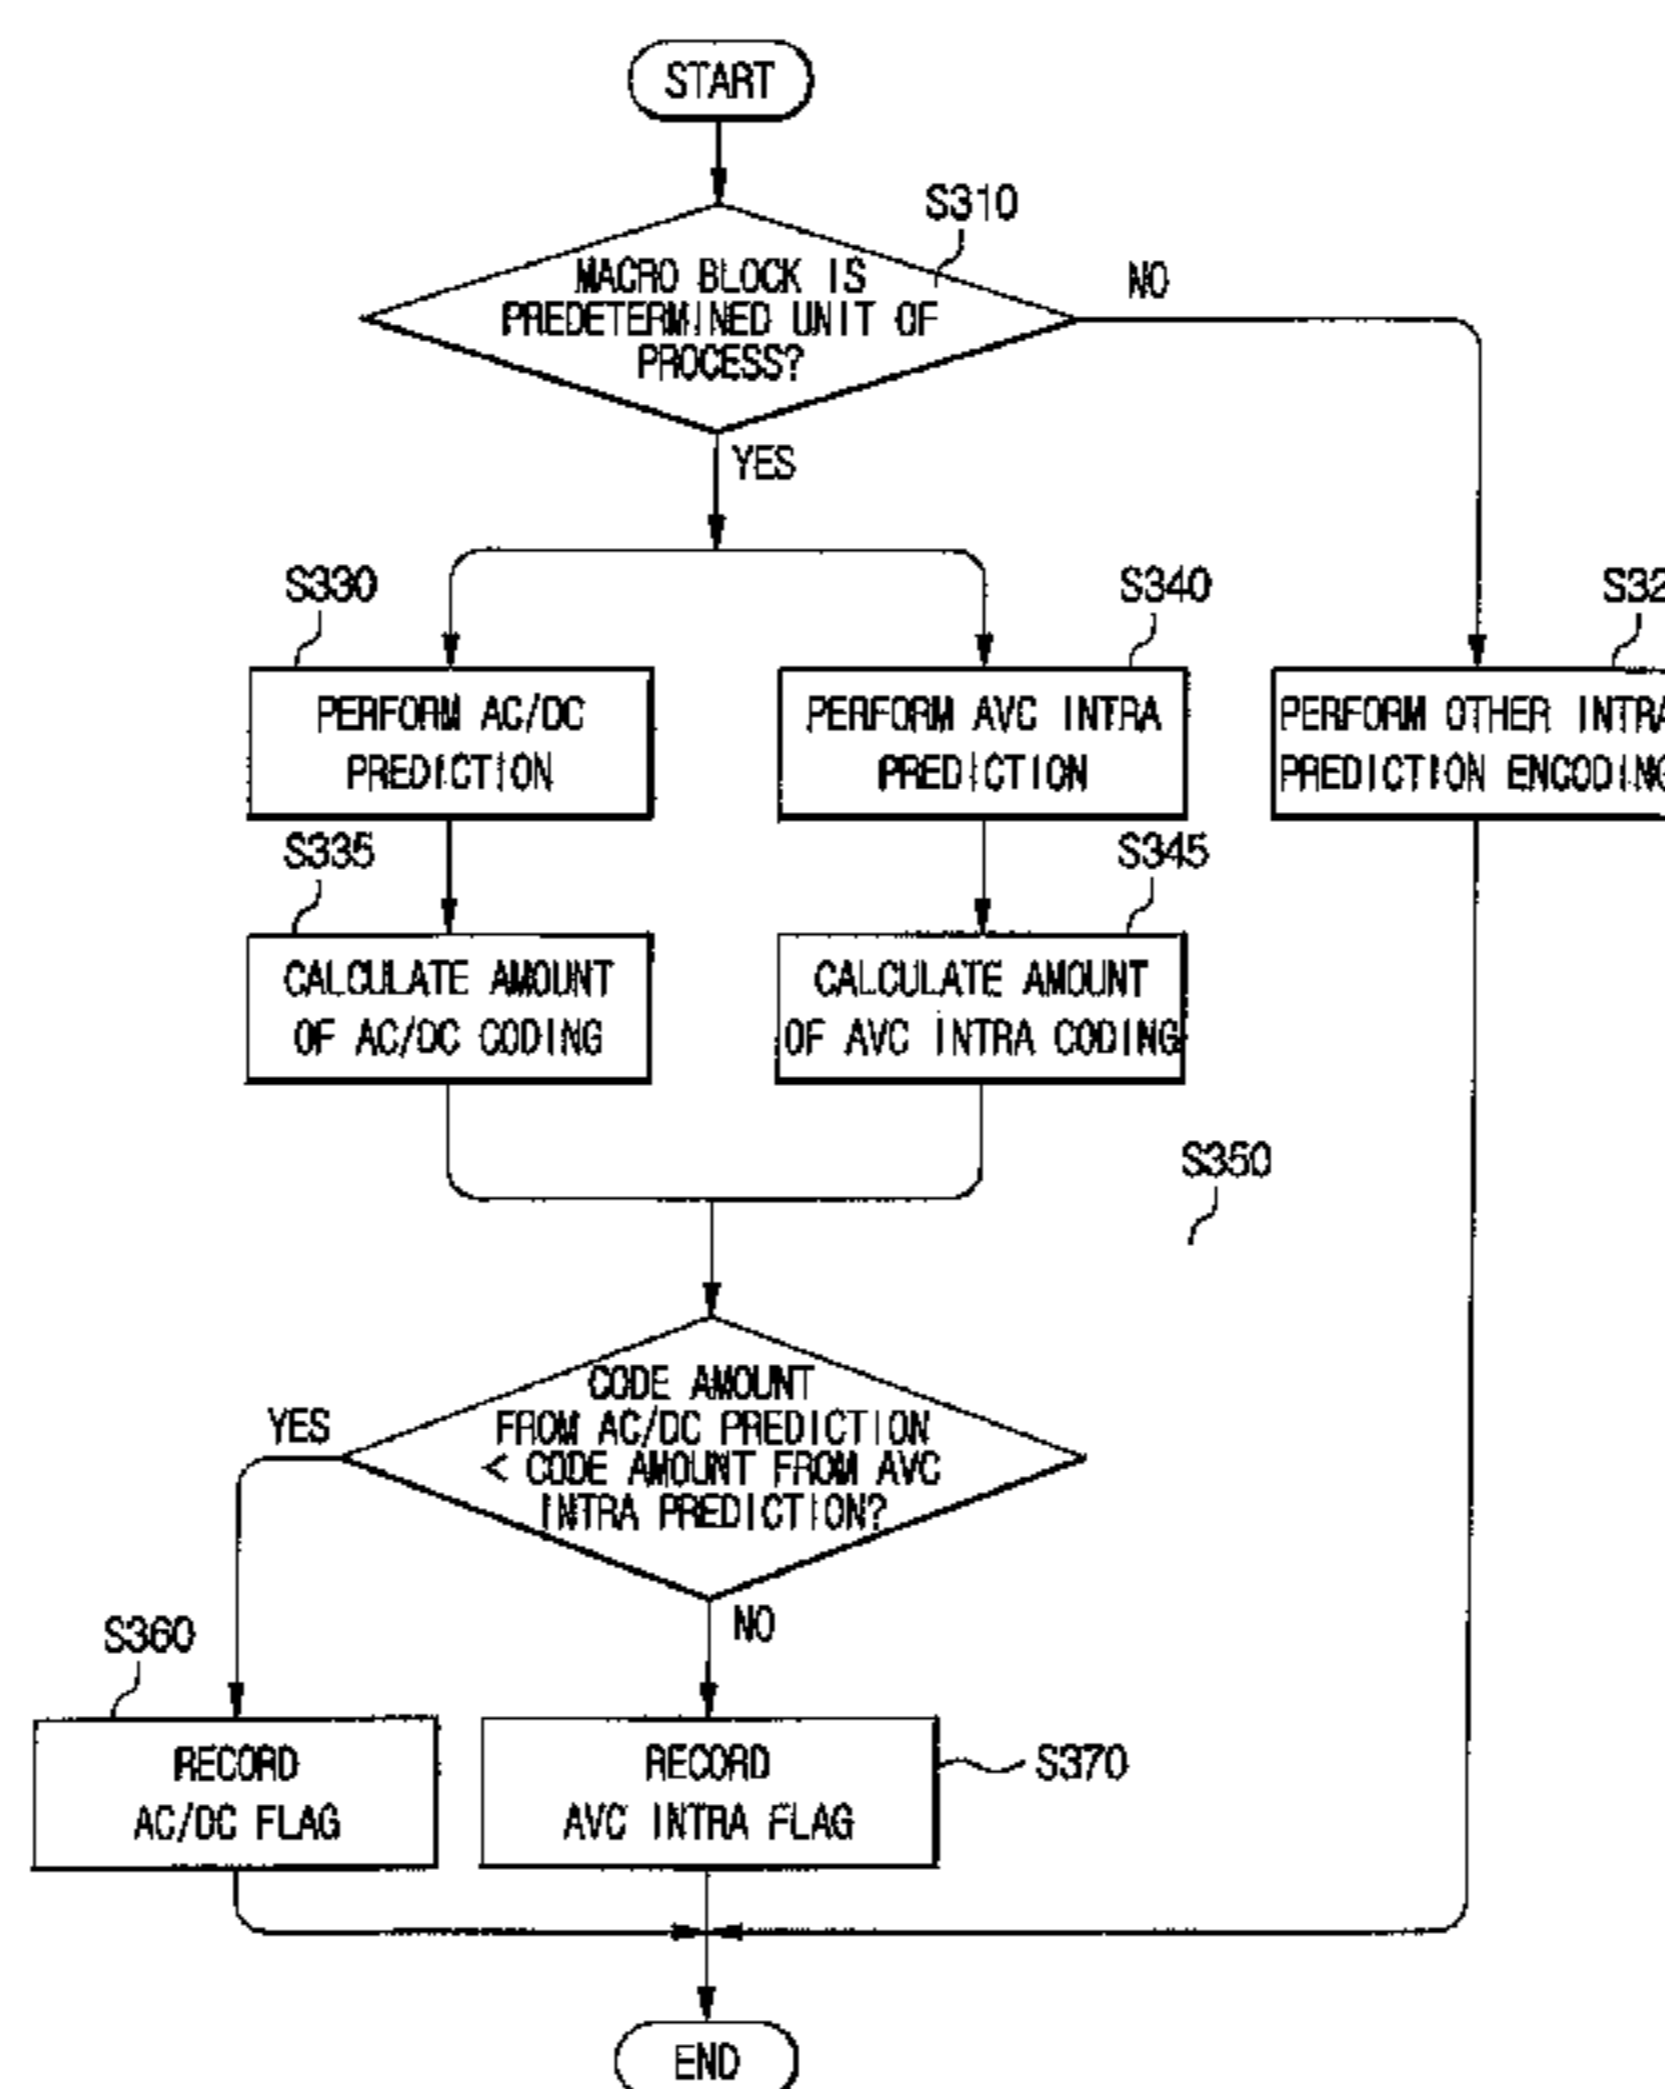 START
S310
MACRO BLOCK IS
PREDETERMINED UNIT OF
PROCESS?
NO
YES
S330
S340
S32
PERFORM AC/DC
PREDICTION
PERFORM AVC INTRA
PREDICTION
PERFORM OTHER INTRA
PREDICTION ENCODING
S335
S345
CALCULATE AMOUNT
OF AC/DC CODING
CALCULATE AMOUNT
OF AVC INTRA CODING
S350
CODE AMOUNT
FROM AC/DC PREDICTION
< CODE AMOUNT FROM AVC
INTRA PREDICTION?
YES
NO
S360
RECORD
AC/DC FLAG
RECORD
AVC INTRA FLAG
S370
END